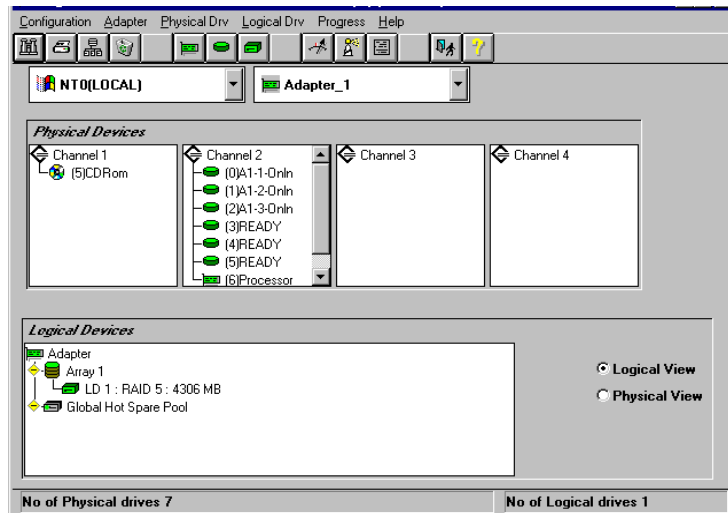 Configuration Adapter Physical Drv Logical Drv Progress Help
NT0(LOCAL)
Adapter_1
Physical Devices
Channel 1
(5)CDRom
Channel 2
(0)A1-1-Onln
(1)A1-2-Onln
(2)A1-3-Onln
(3)READY
(4)READY
(5)READY
(6)Processor
Channel 3
Channel 4
Logical Devices
Adapter
Array 1
LD 1 : RAID 5 : 4306 MB
Global Hot Spare Pool
Logical View
Physical View
No of Physical drives 7
No of Logical drives 1